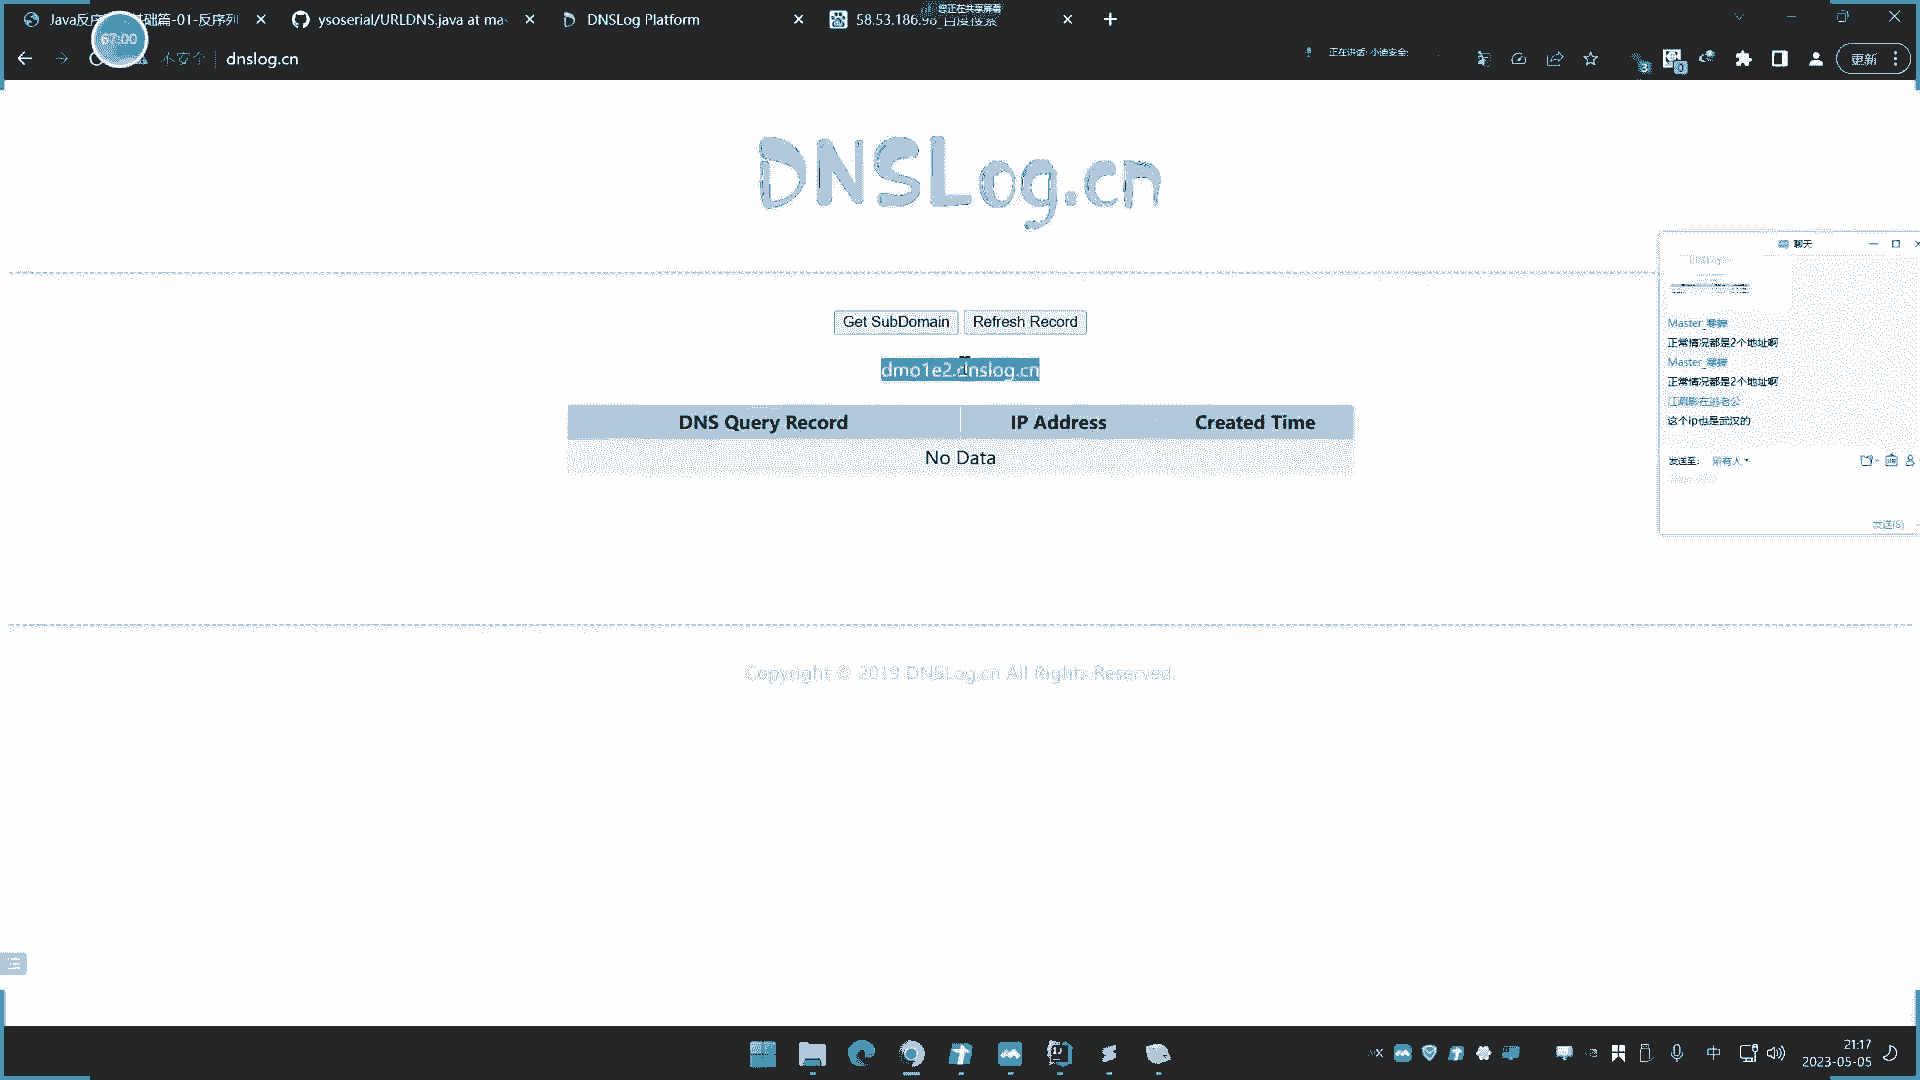 Java反序
基础篇-01-反序列
ysoserial/URLDNS.java at ma
DNSLog Platform
58.53.186.98_百度搜索
您正在共享屏幕
67:00
不安全
dnslog.cn
正在讲话: 小迪安全:
更新
DNSLog.cn
Get SubDomain
Refresh Record
dmo1e2.dnslog.cn
DNS Query Record
IP Address
Created Time
No Data
Copyright © 2019 DNSLog.cn All Rights Reserved.
聊天
Master_
正常情况都是2个地址啊
Master_
正常情况都是2个地址啊
这个ip也是武汉的
发送至:
所有人
发送(S)
中
21:17
2023-05-05